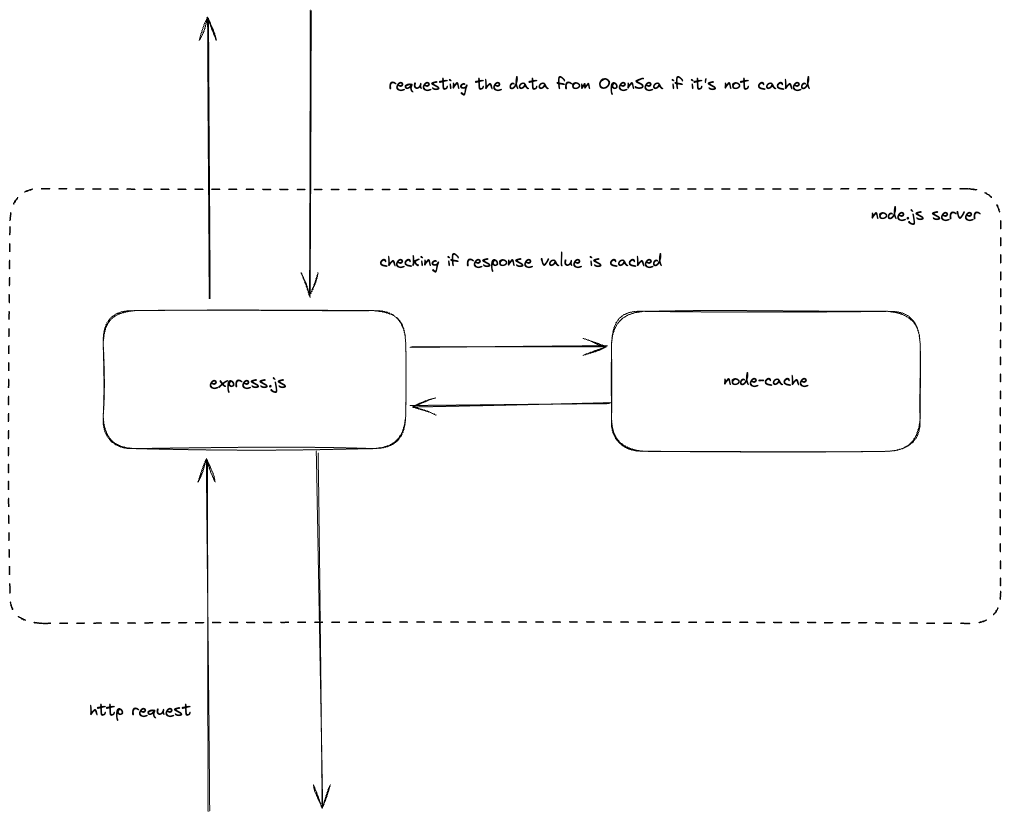 requesting the data from OpenSea if it's not cached
node.js server
checking if response value is cached
express.js
node-cache
http request